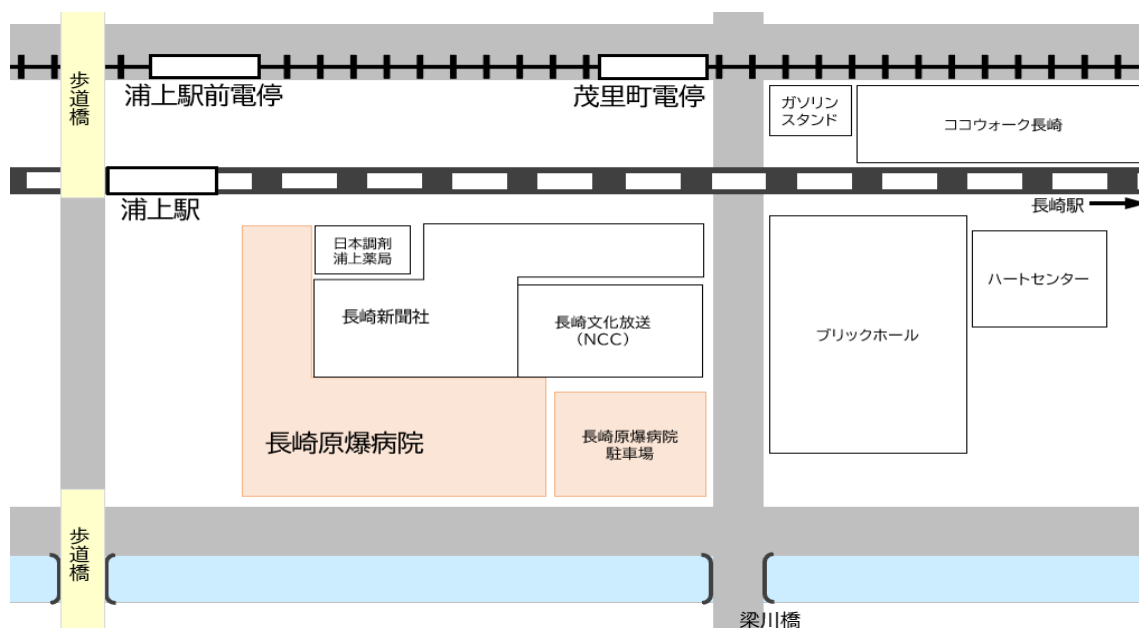 歩道橋
浦上駅前電停
茂里町電停
ガソリン
スタンド
ココウォーク長崎
浦上駅
長崎駅
日本調剤
浦上薬局
長崎新聞社
長崎文化放送
(NCC)
ブリックホール
ハートセンター
長崎原爆病院
長崎原爆病院
駐車場
歩道橋
梁川橋